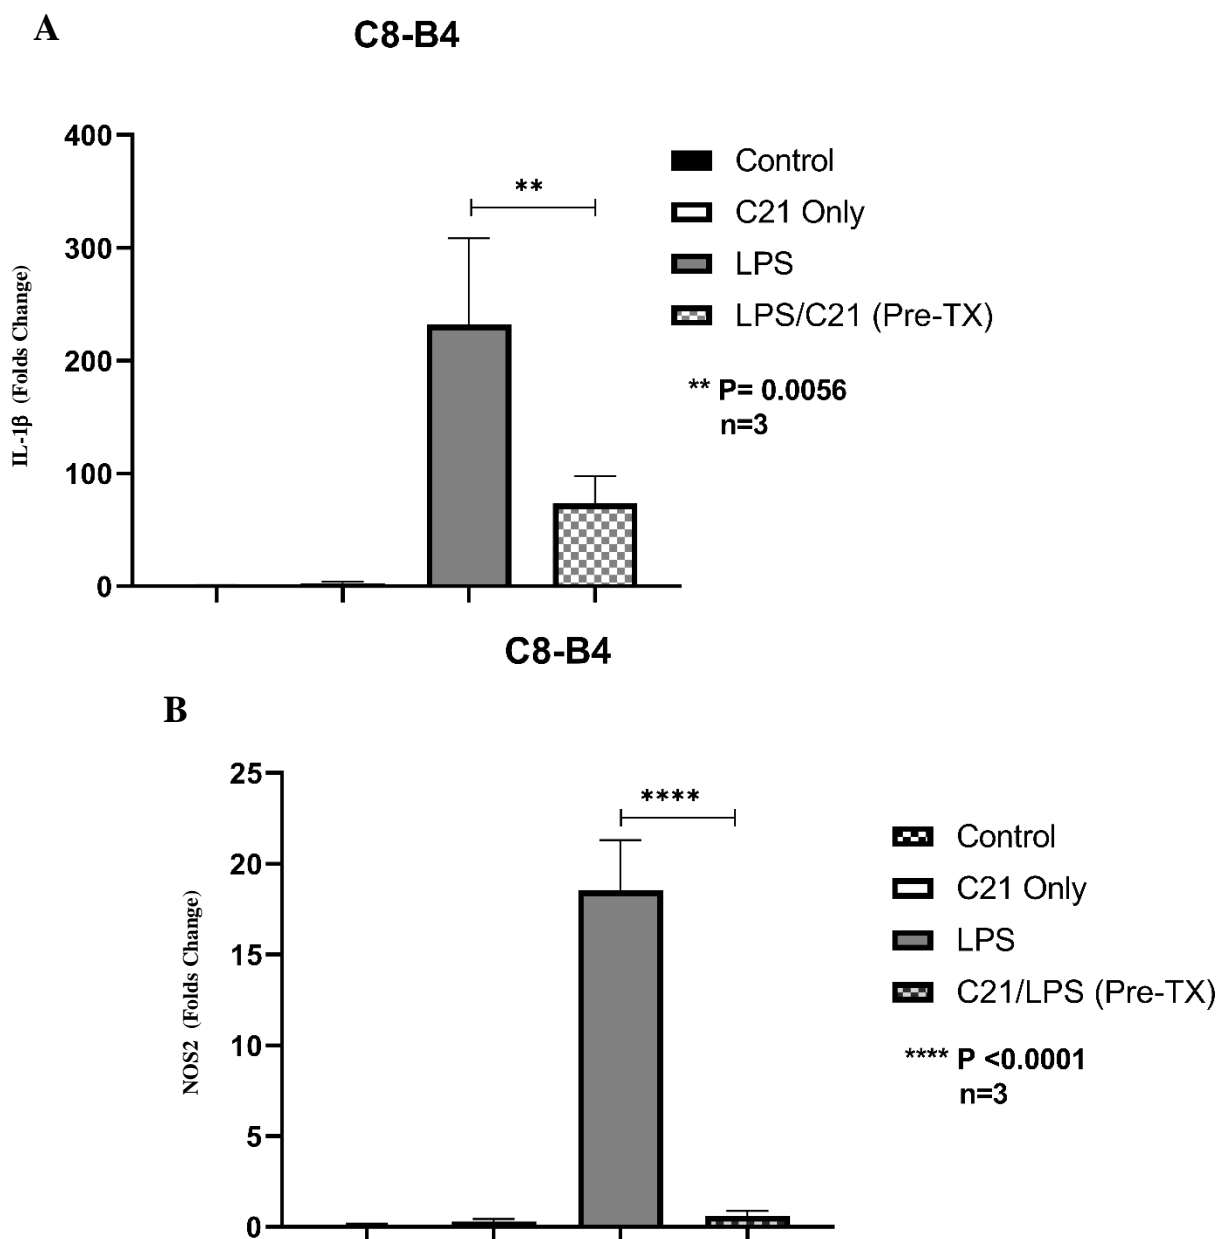 A
C8-B4
400
300
200
100
0
IL-1β (Folds Change)
**
Control
C21 Only
LPS
LPS/C21 (Pre-TX)
** P= 0.0056
n=3
C8-B4
B
25
20
15
10
5
0
NOS2 (Folds Change)
****
Control
C21 Only
LPS
C21/LPS (Pre-TX)
**** P <0.0001
n=3